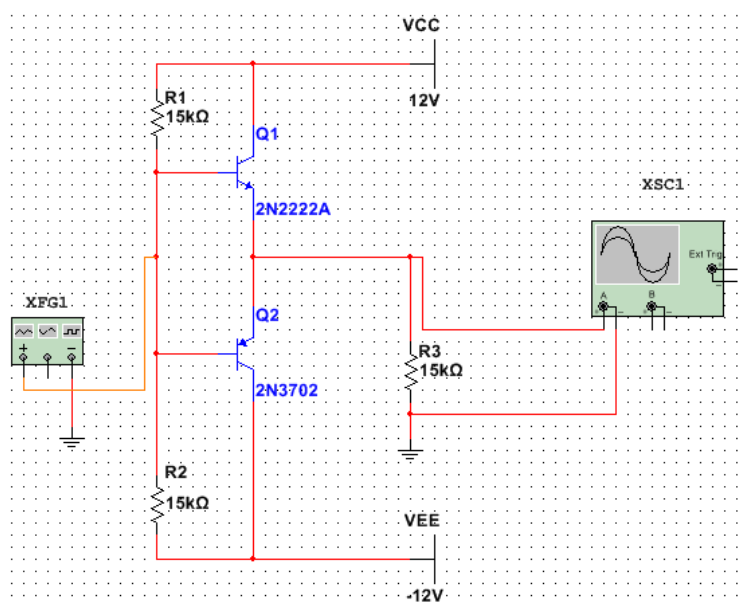 VCC
12V
R1
15kΩ
Q1
2N2222A
XSC1
Ext Trig
+
−
A
B
+
−
+
−
XFG1
+
−
Q2
2N3702
R3
15kΩ
R2
15kΩ
VEE
-12V